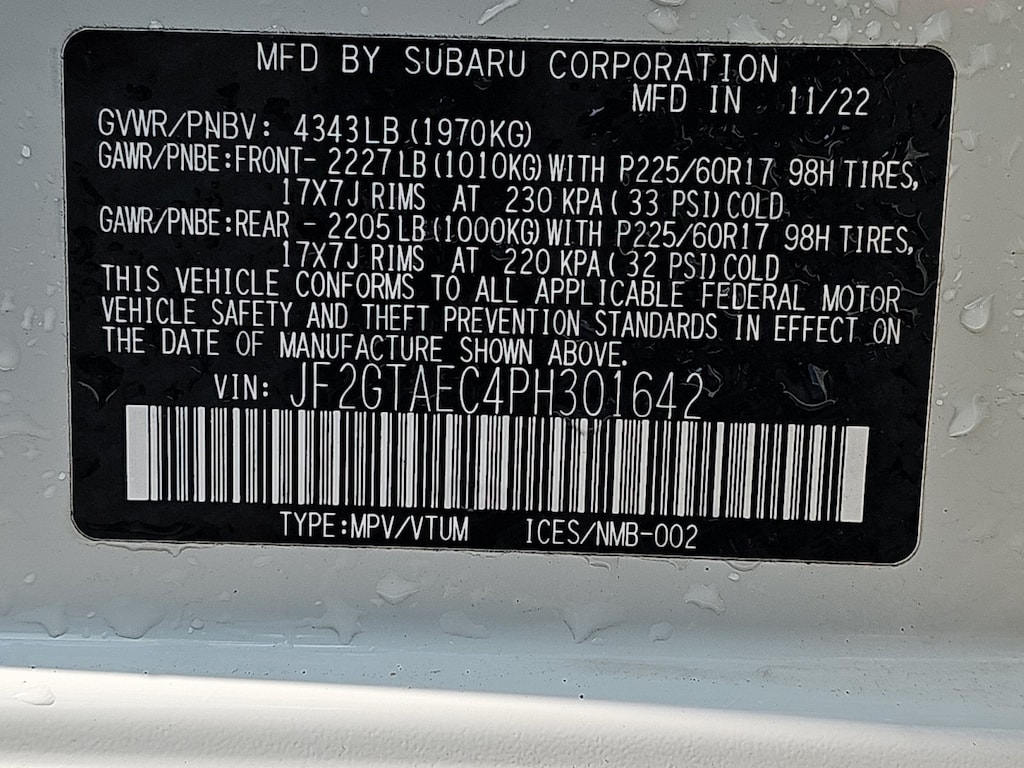 MFD BY SUBARU CORPORATION
MFD IN 11/22
GVWR/PNBV: 4343LB(1970KG)
GAWR/PNBE:FRONT- 2227LB(1010KG)WITH P225/60R17 98H TIRES,
17X7J RIMS AT 230 KPA( 33 PSI)COLD
GAWR/PNBE:REAR - 2205LB(1000KG)WITH P225/60R17 98H TIRES,
17X7J RIMS AT 220 KPA( 32 PSI)COLD
THIS VEHICLE CONFORMS TO ALL APPLICABLE FEDERAL MOTOR
VEHICLE SAFETY AND THEFT PREVENTION STANDARDS IN EFFECT ON
THE DATE OF MANUFACTURE SHOWN ABOVE.
VIN: JF2GTAEC4PH301642
TYPE:MPV/VTUM ICES/NMB-002